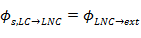 ϕₛ,LC→LNC = ϕLNC→ext